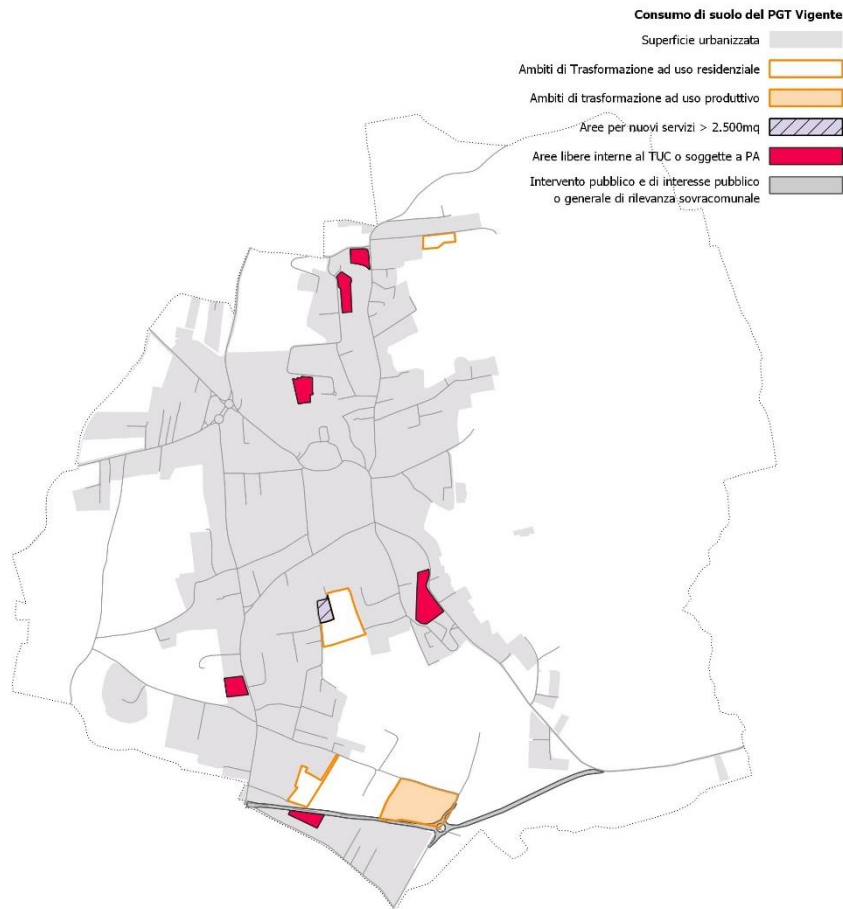 Consumo di suolo del PGT Vigente
Superficie urbanizzata
Ambiti di Trasformazione ad uso residenziale
Ambiti di trasformazione ad uso produttivo
Aree per nuovi servizi > 2.500mq
Aree libere interne al TUC o soggette a PA
Intervento pubblico e di interesse pubblico
o generale di rilevanza sovracomunale